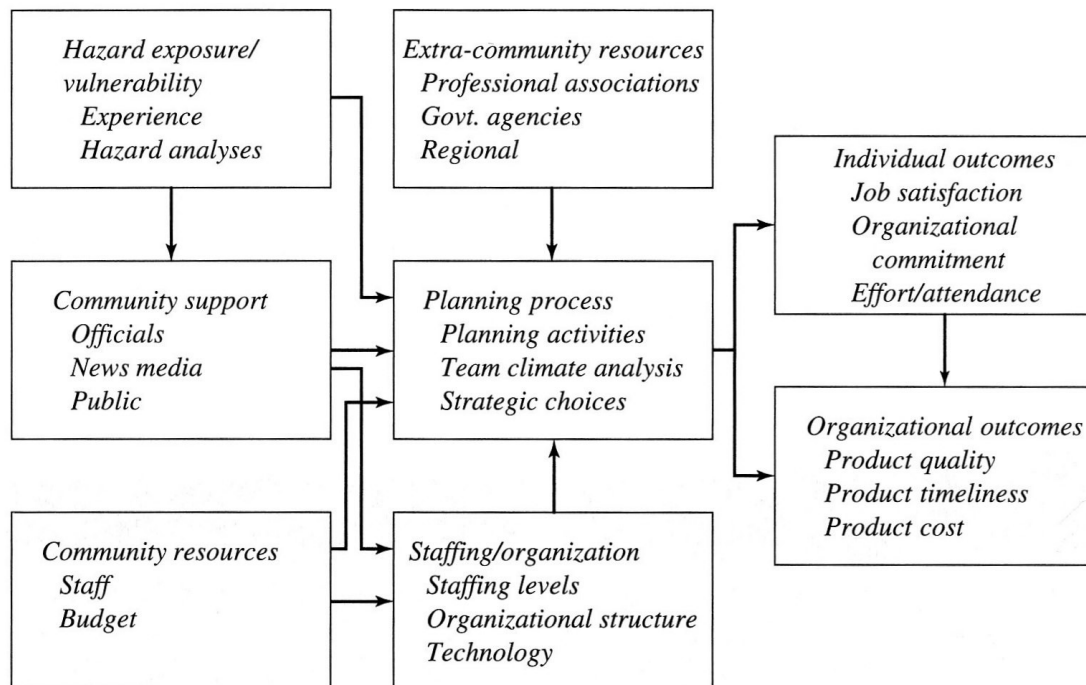 Hazard exposure/
vulnerability
Experience
Hazard analyses
Extra-community resources
Professional associations
Govt. agencies
Regional
Individual outcomes
Job satisfaction
Organizational
commitment
Effort/attendance
Community support
Officials
News media
Public
Planning process
Planning activities
Team climate analysis
Strategic choices
Organizational outcomes
Product quality
Product timeliness
Product cost
Community resources
Staff
Budget
Staffing/organization
Staffing levels
Organizational structure
Technology